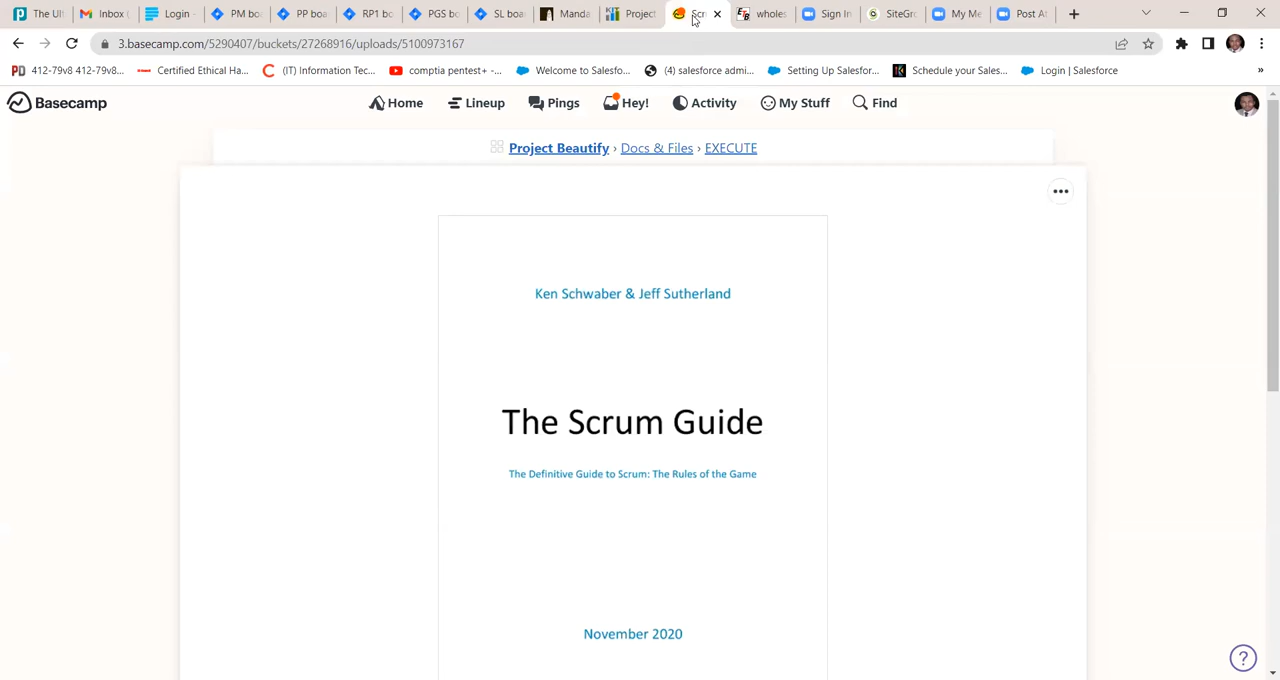 The Ul Inbox ( Login - PM bo PP boa RP1 bo PGS bo SL boa Manda Project Scr wholes Sign In SiteGro My Me Post At
3.basecamp.com/5290407/buckets/27268916/uploads/5100973167
412-79v8 412-79v8... Certified Ethical Ha... (IT) Information Tec... comptia pentest+ -... Welcome to Salesfo... (4) salesforce admi... Setting Up Salesfor... Schedule your Sales... Login | Salesforce »
Basecamp Home Lineup Pings Hey! Activity My Stuff Find
Project Beautify › Docs & Files › EXECUTE
Ken Schwaber & Jeff Sutherland
The Scrum Guide
The Definitive Guide to Scrum: The Rules of the Game
November 2020